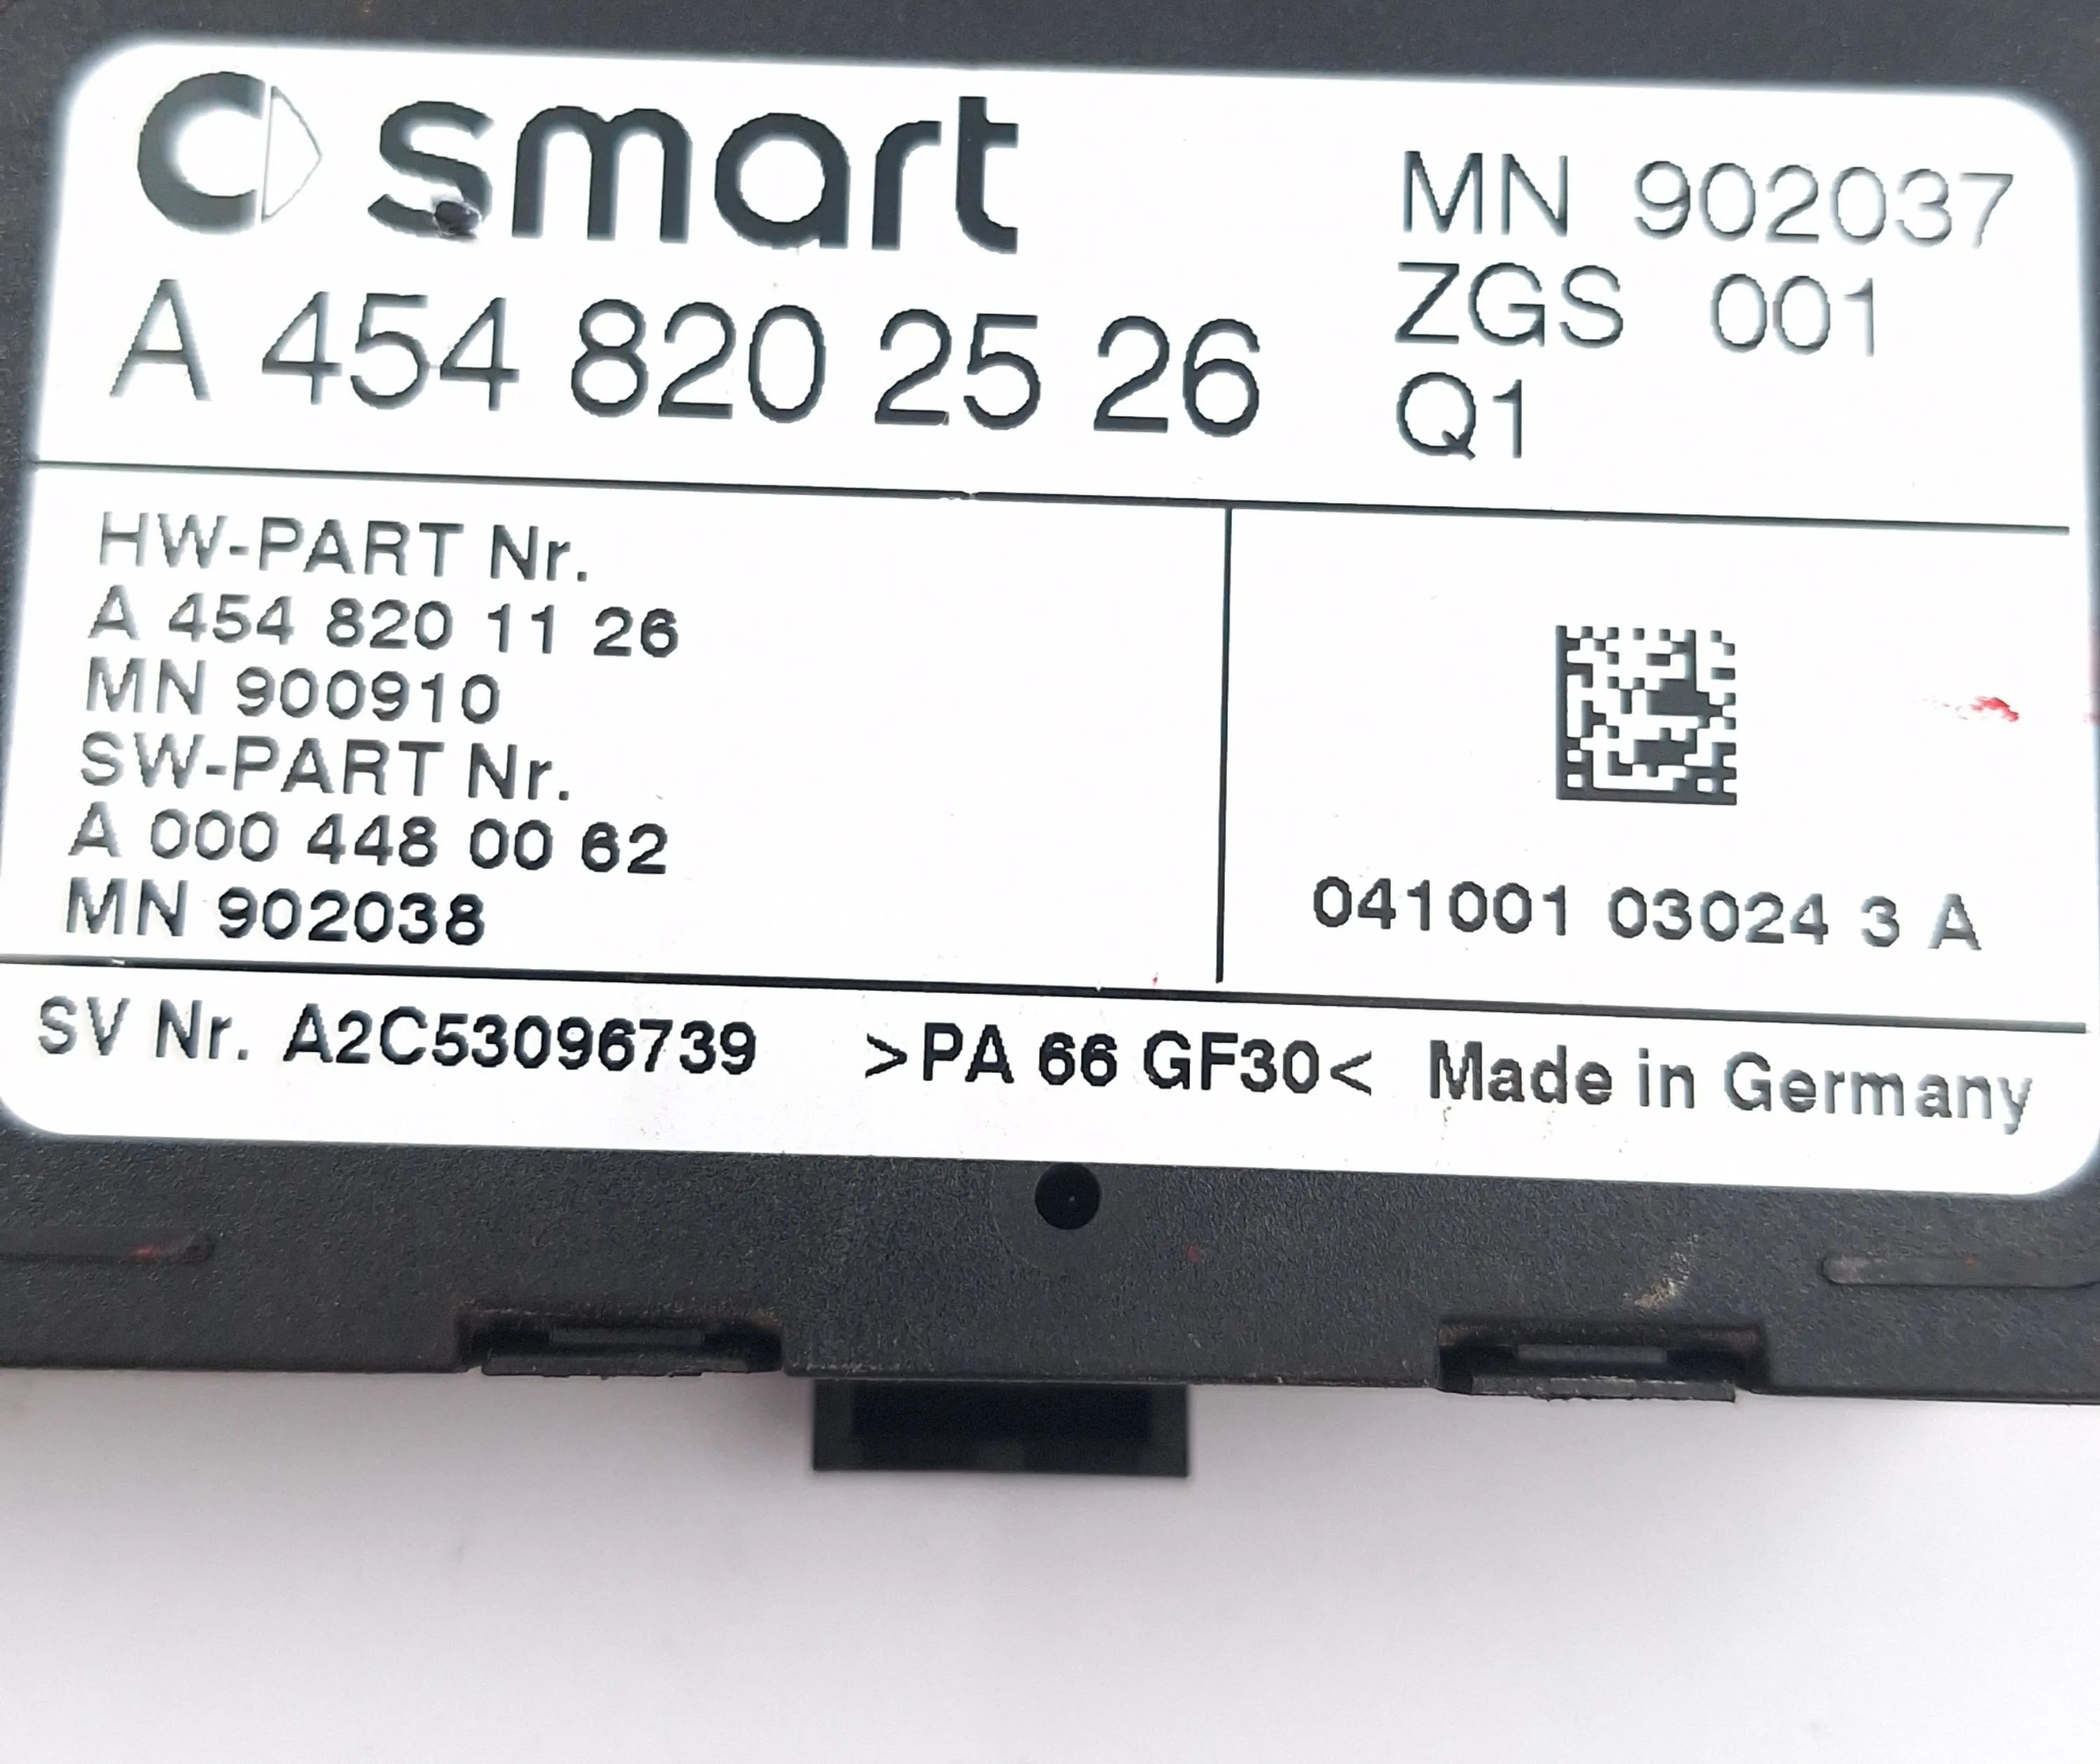 smart
A 454 820 25 26
MN 902037
ZGS 001
Q1
HW-PART Nr.
A 454 820 11 26
MN 900910
SW-PART Nr.
A 000 448 00 62
MN 902038
041001 03024 3 A
SV Nr. A2C53096739 >PA 66 GF30< Made in Germany